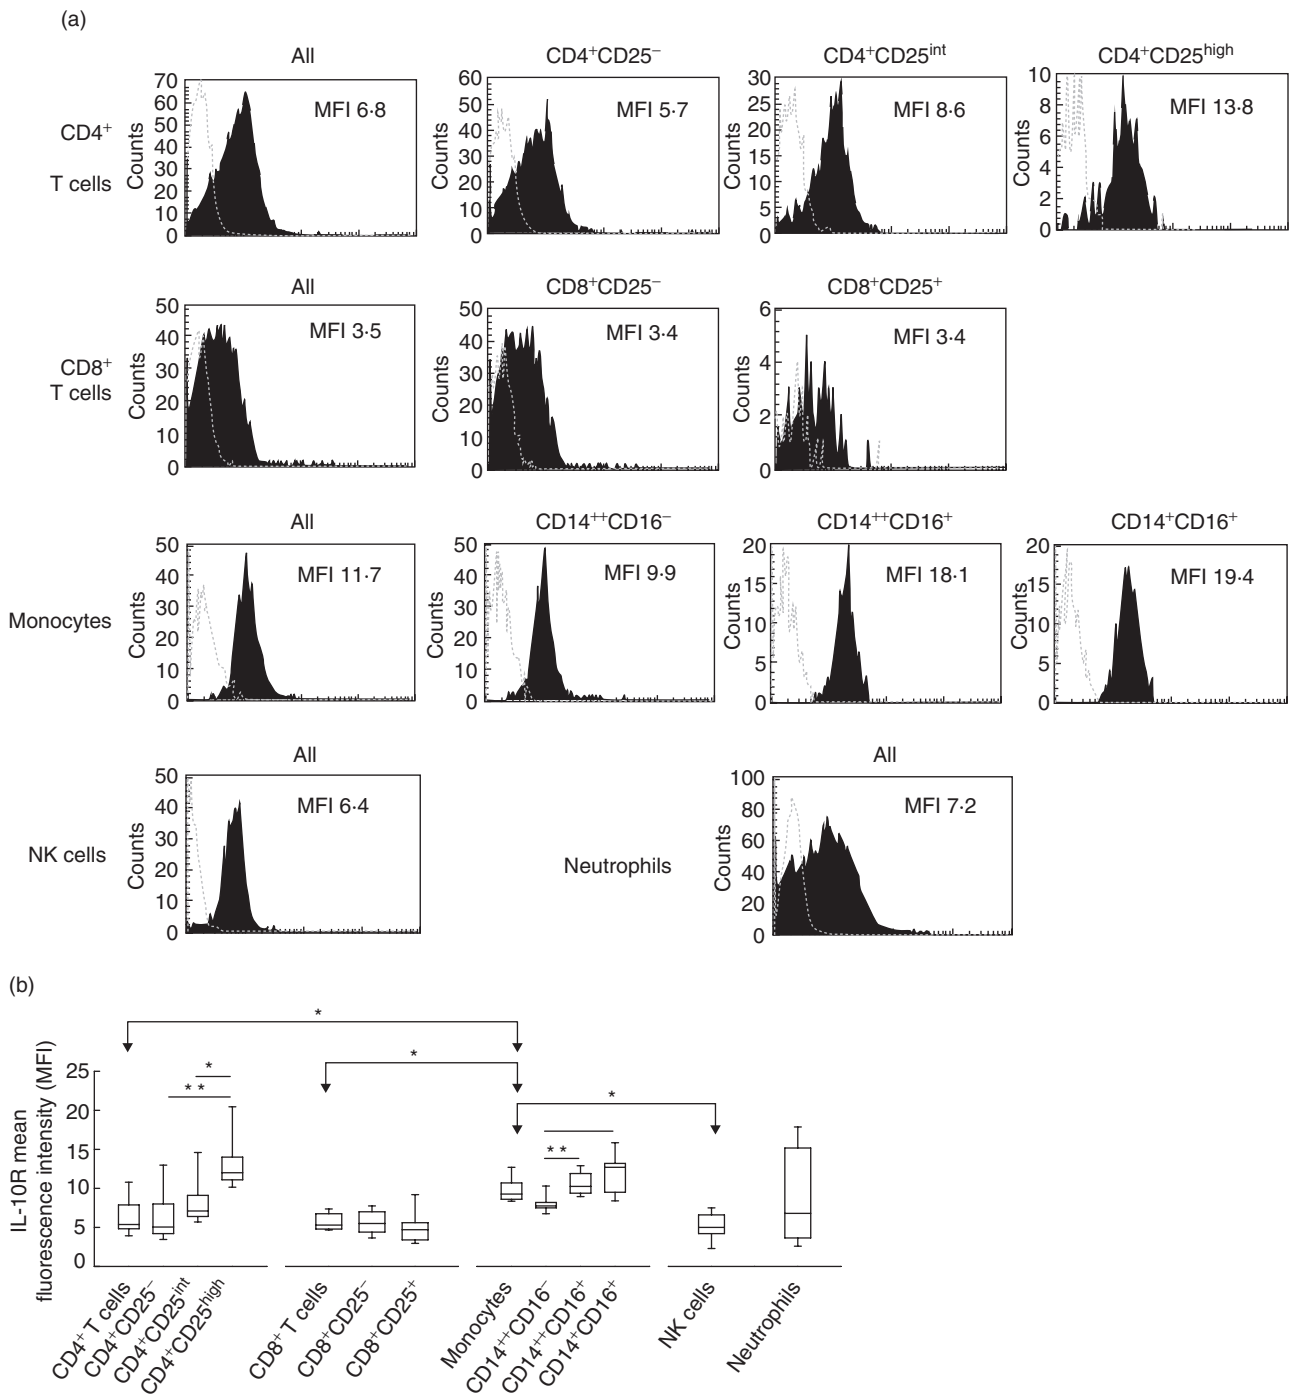 (a)
All
CD4+CD25−
CD4+CD25int
CD4+CD25high
CD4+
T cells
Counts
70
60
50
40
30
20
10
0
MFI 6·8
Counts
60
50
40
30
20
10
0
MFI 5·7
Counts
30
25
20
15
10
5
0
MFI 8·6
Counts
10
8
6
4
2
0
MFI 13·8
All
CD8+CD25−
CD8+CD25+
CD8+
T cells
Counts
50
40
30
20
10
0
MFI 3·5
Counts
50
40
30
20
10
0
MFI 3·4
Counts
6
4
2
0
MFI 3·4
All
CD14++CD16−
CD14++CD16+
CD14+CD16+
Monocytes
Counts
50
40
30
20
10
0
MFI 11·7
Counts
50
40
30
20
10
0
MFI 9·9
Counts
20
15
10
5
0
MFI 18·1
Counts
20
15
10
5
0
MFI 19·4
All
All
NK cells
Counts
50
40
30
20
10
0
MFI 6·4
Neutrophils
Counts
100
80
60
40
20
0
MFI 7·2
(b)
IL-10R mean
fluorescence intensity (MFI)
25
20
15
10
5
0
*
*
*
*
* *
* *
CD4+ T cells
CD4+CD25−
CD4+CD25int
CD4+CD25high
CD8+ T cells
CD8+CD25−
CD8+CD25+
Monocytes
CD14++CD16−
CD14++CD16+
CD14+CD16+
NK cells
Neutrophils